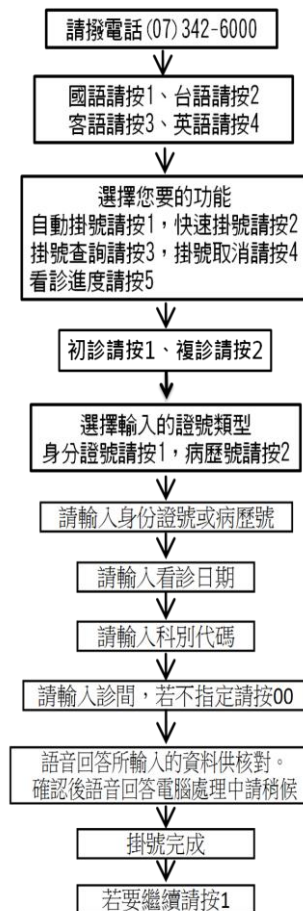 請撥電話(07)342-6000
國語請按1、台語請按2
客語請按3、英語請按4
選擇您要的功能
自動掛號請按1，快速掛號請按2
掛號查詢請按3，掛號取消請按4
看診進度請按5
初診請按1、複診請按2
選擇輸入的證號類型
身分證號請按1，病歷號請按2
請輸入身份證號或病歷號
請輸入看診日期
請輸入科別代碼
請輸入診間，若不指定請按00
語音回答所輸入的資料供核對。
確認後語音回答電腦處理中請稍候
掛號完成
若要繼續請按1